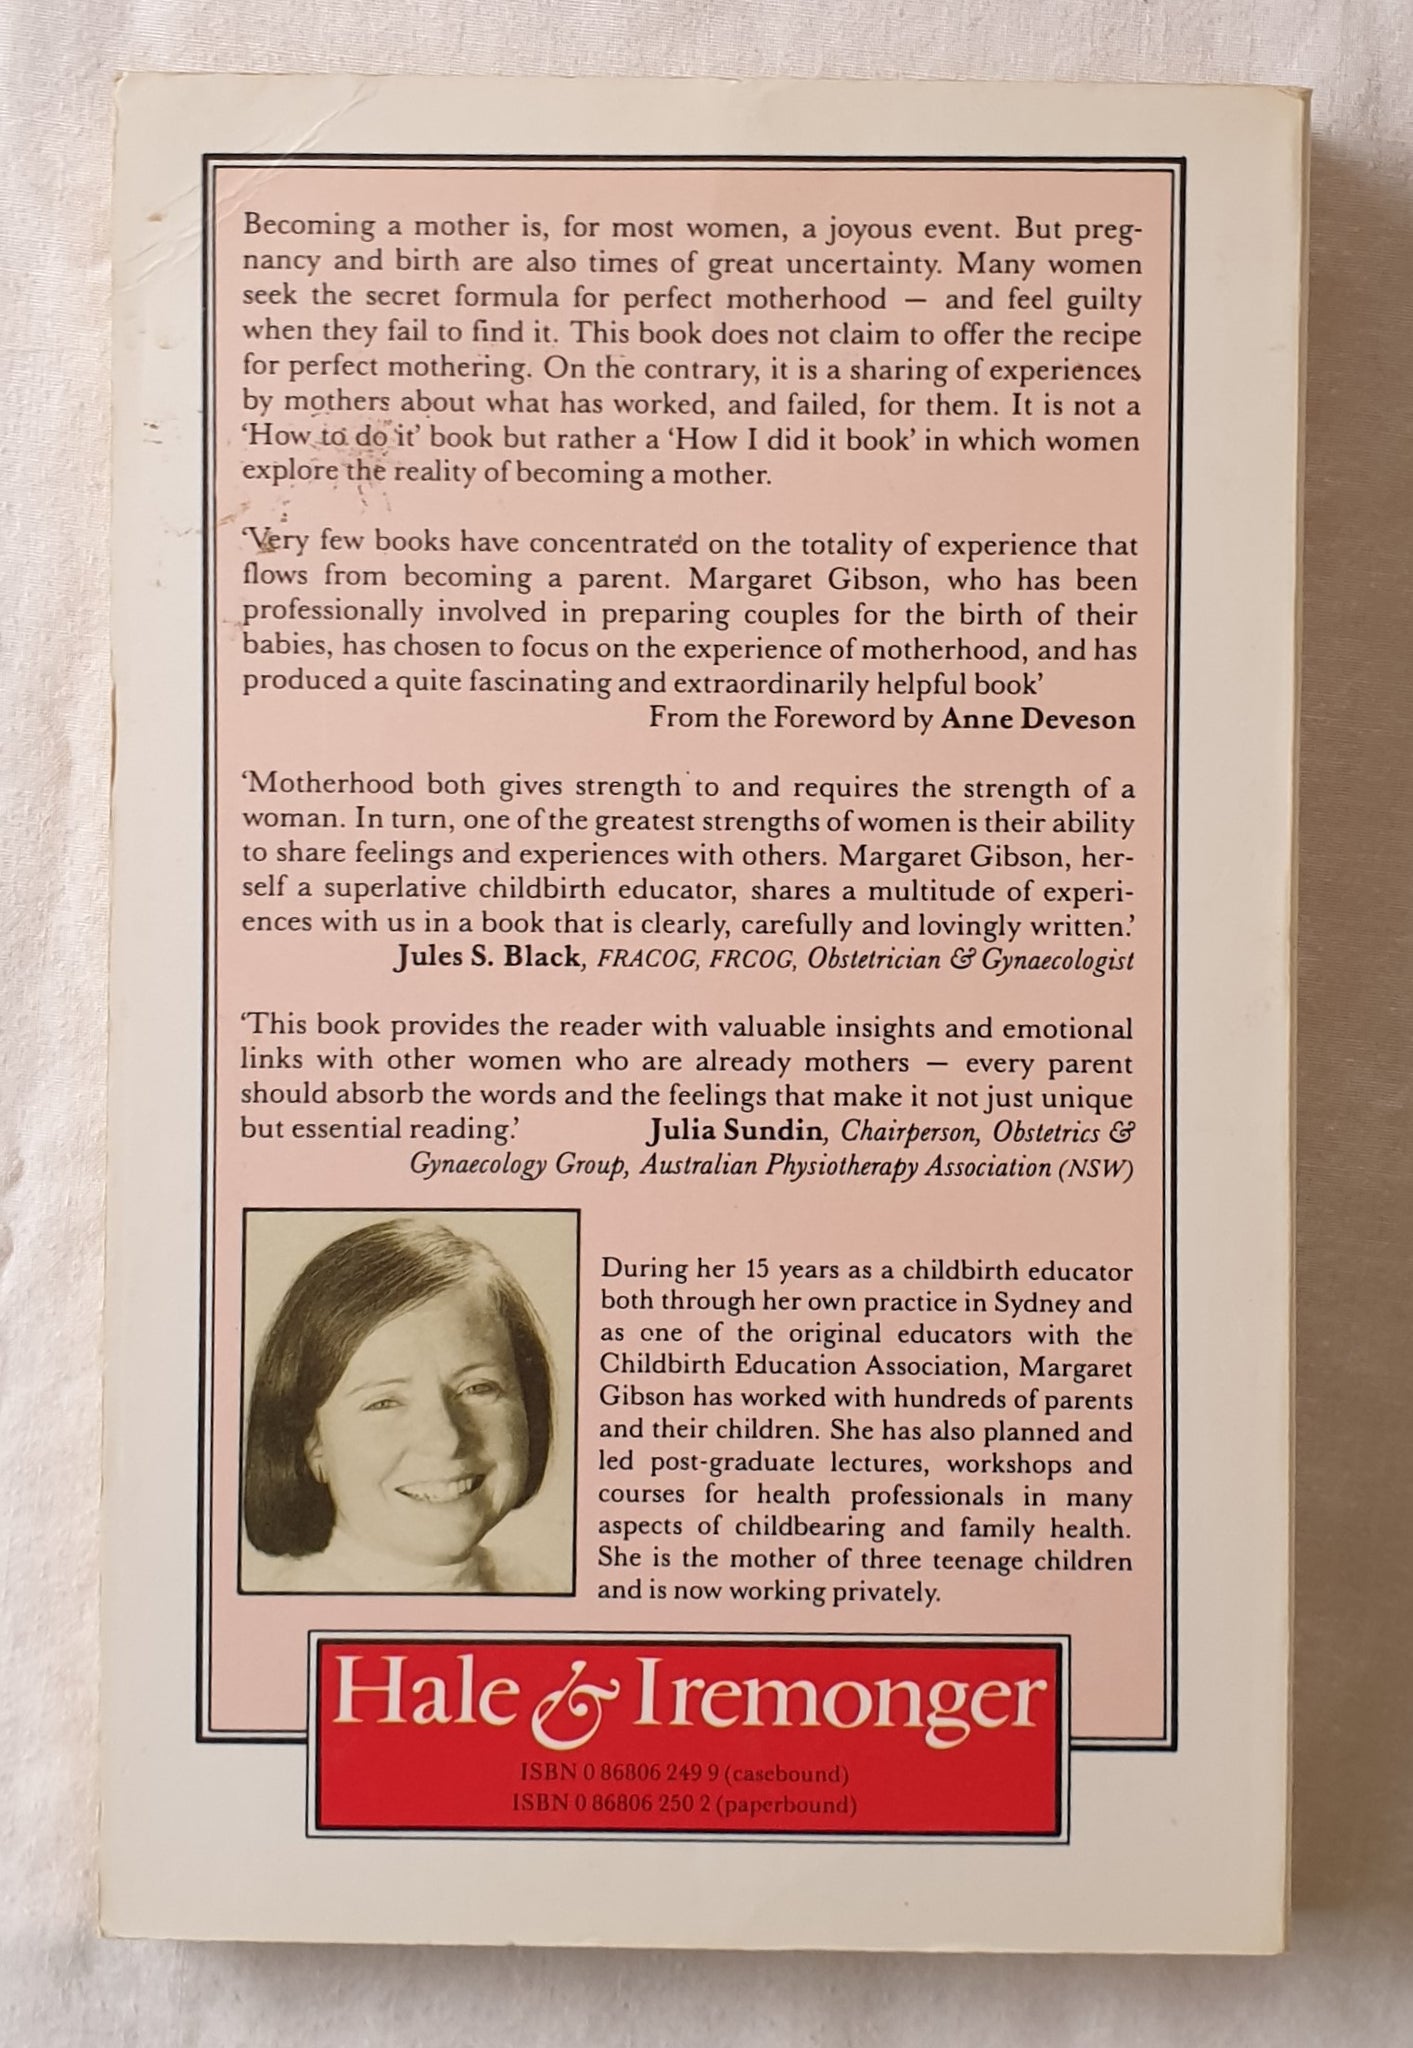 Becoming a mother is, for most women, a joyous event. But preg-
nancy and birth are also times of great uncertainty. Many women
seek the secret formula for perfect motherhood — and feel guilty
when they fail to find it. This book does not claim to offer the recipe
for perfect mothering. On the contrary, it is a sharing of experiences
by mothers about what has worked, and failed, for them. It is not a
‘How to do it’ book but rather a ‘How I did it book’ in which women
explore the reality of becoming a mother.
‘Very few books have concentrated on the totality of experience that
flows from becoming a parent. Margaret Gibson, who has been
professionally involved in preparing couples for the birth of their
babies, has chosen to focus on the experience of motherhood, and has
produced a quite fascinating and extraordinarily helpful book’
From the Foreword by Anne Deveson
‘Motherhood both gives strength to and requires the strength of a
woman. In turn, one of the greatest strengths of women is their ability
to share feelings and experiences with others. Margaret Gibson, her-
self a superlative childbirth educator, shares a multitude of experi-
ences with us in a book that is clearly, carefully and lovingly written.’
Jules S. Black, FRACOG, FRCOG, Obstetrician & Gynaecologist
‘This book provides the reader with valuable insights and emotional
links with other women who are already mothers — every parent
should absorb the words and the feelings that make it not just unique
but essential reading.’ Julia Sundin, Chairperson, Obstetrics &
Gynaecology Group, Australian Physiotherapy Association (NSW)
During her 15 years as a childbirth educator
both through her own practice in Sydney and
as one of the original educators with the
Childbirth Education Association, Margaret
Gibson has worked with hundreds of parents
and their children. She has also planned and
led post-graduate lectures, workshops and
courses for health professionals in many
aspects of childbearing and family health.
She is the mother of three teenage children
and is now working privately.
Hale & Iremonger
ISBN 0 86806 249 9 (casebound)
ISBN 0 86806 250 2 (paperbound)